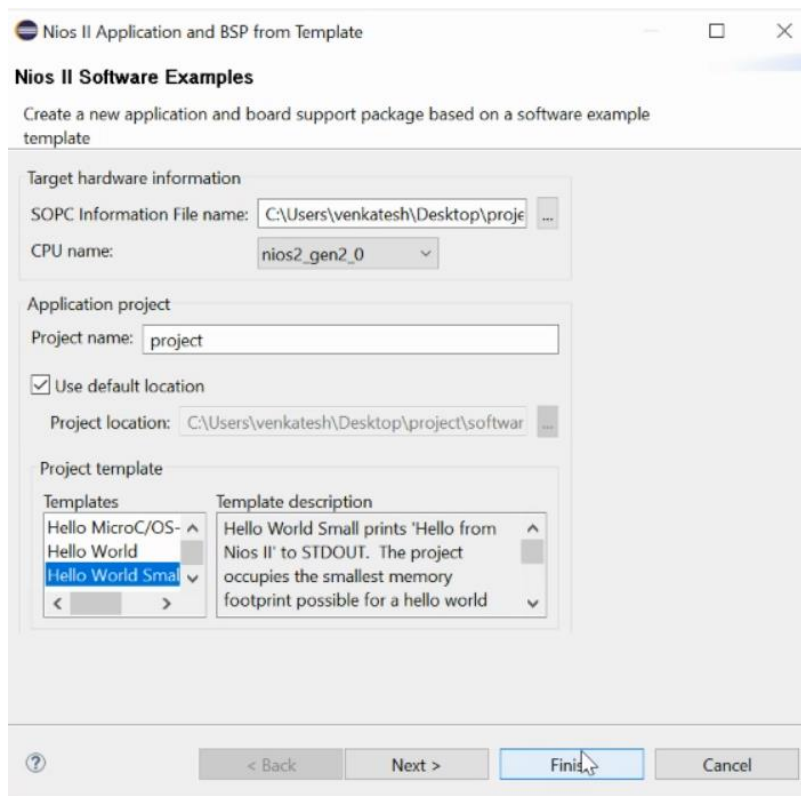 Nios II Application and BSP from Template
Nios II Software Examples
Create a new application and board support package based on a software example
template
Target hardware information
SOPC Information File name: C:\Users\venkatesh\Desktop\proje ...
CPU name: nios2_gen2_0
Application project
Project name: project
Use default location
Project location: C:\Users\venkatesh\Desktop\project\softwar ...
Project template
Templates
Hello MicroC/OS-
Hello World
Hello World Smal
Template description
Hello World Small prints 'Hello from
Nios II' to STDOUT. The project
occupies the smallest memory
footprint possible for a hello world
? < Back Next > Finis Cancel